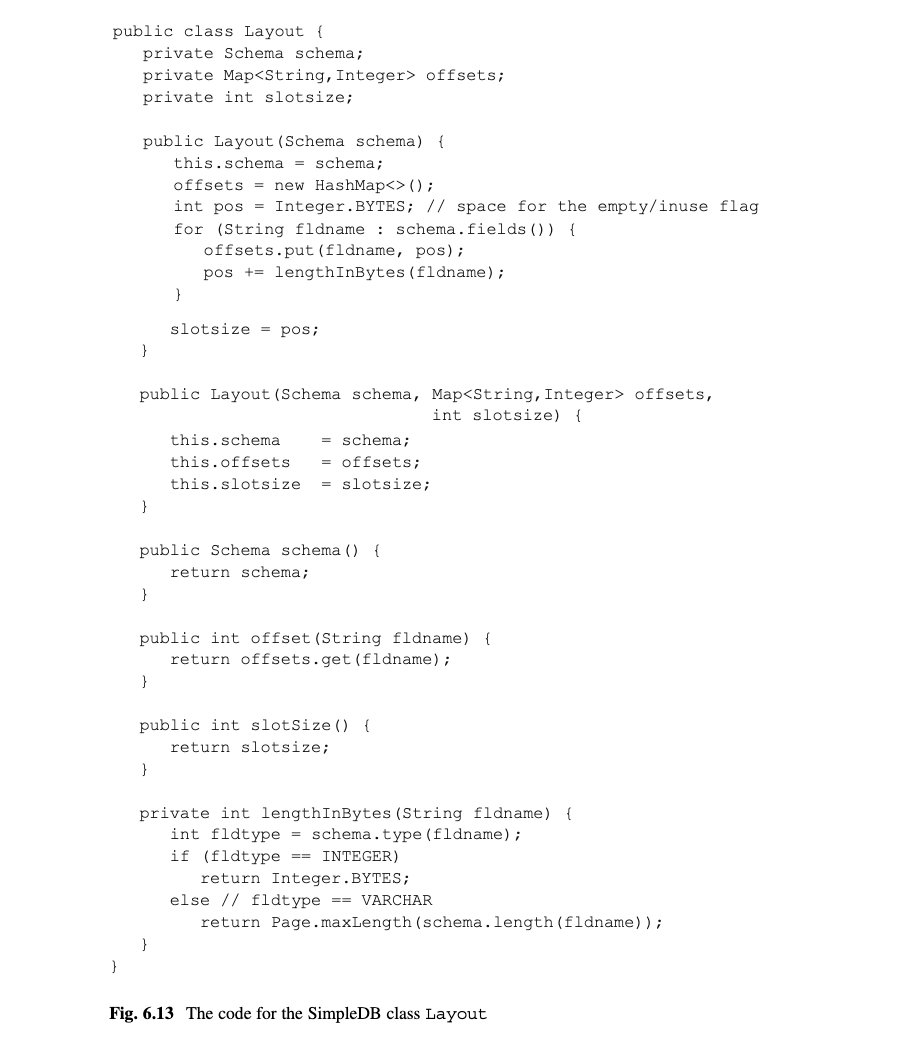 public class Layout {
   private Schema schema;
   private Map<String,Integer> offsets;
   private int slotsize;

   public Layout(Schema schema) {
      this.schema = schema;
      offsets = new HashMap<>();
      int pos = Integer.BYTES; // space for the empty/inuse flag
      for (String fldname : schema.fields()) {
         offsets.put(fldname, pos);
         pos += lengthInBytes(fldname);
      }
      slotsize = pos;
   }

   public Layout(Schema schema, Map<String,Integer> offsets,
                                int slotsize) {
      this.schema    = schema;
      this.offsets   = offsets;
      this.slotsize  = slotsize;
   }

   public Schema schema() {
      return schema;
   }

   public int offset(String fldname) {
      return offsets.get(fldname);
   }

   public int slotSize() {
      return slotsize;
   }

   private int lengthInBytes(String fldname) {
      int fldtype = schema.type(fldname);
      if (fldtype == INTEGER)
         return Integer.BYTES;
      else // fldtype == VARCHAR
         return Page.maxLength(schema.length(fldname));
   }
}
Fig. 6.13 The code for the SimpleDB class Layout